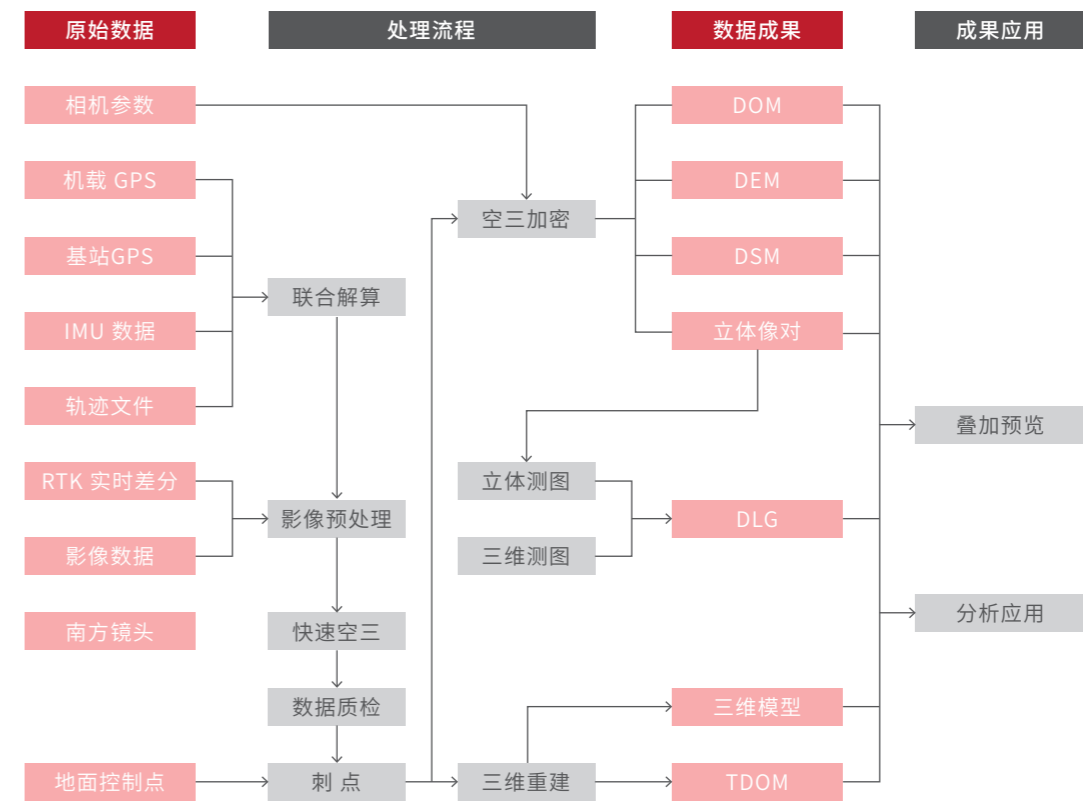 原始数据
处理流程
数据成果
成果应用
相机参数
DOM
机载 GPS
DEM
空三加密
基站GPS
DSM
联合解算
IMU 数据
立体像对
轨迹文件
叠加预览
RTK 实时差分
立体测图
影像预处理
DLG
影像数据
三维测图
南方镜头
快速空三
分析应用
数据质检
三维模型
地面控制点
刺 点
三维重建
TDOM